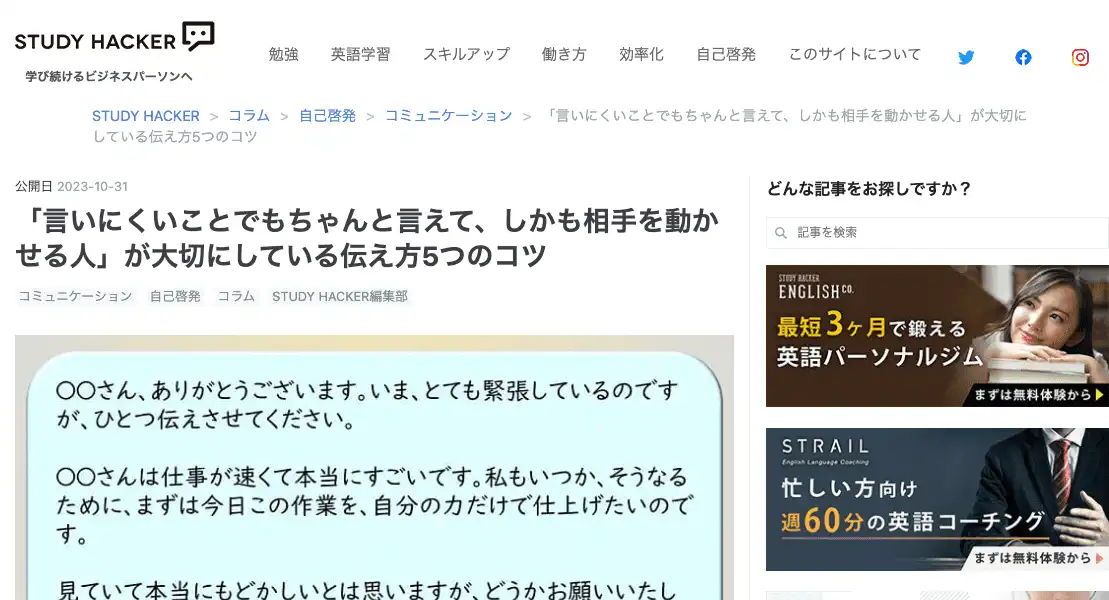 STUDY HACKER
学び続けるビジネスパーソンへ
勉強 英語学習 スキルアップ 働き方 効率化 自己啓発 このサイトについて
STUDY HACKER > コラム > 自己啓発 > コミュニケーション > 「言いにくいことでもちゃんと言えて、しかも相手を動かせる人」が大切に
している伝え方5つのコツ
公開日 2023-10-31
「言いにくいことでもちゃんと言えて、しかも相手を動か
せる人」が大切にしている伝え方5つのコツ
コミュニケーション 自己啓発 コラム STUDY HACKER編集部
〇〇さん、ありがとうございます。いま、とても緊張しているのです
が、ひとつ伝えさせてください。
〇〇さんは仕事が速くて本当にすごいです。私もいつか、そうなる
ために、まずは今日この作業を、自分の力だけで仕上げたいので
す。
見ていて本当にもどかしいとは思いますが、どうかお願いいたし
どんな記事をお探しですか？
記事を検索
STUDY HACKER
ENGLISH CO.
最短3ヶ月で鍛える
英語パーソナルジム
まずは無料体験から
STRAIL
English Language Coaching
忙しい方向け
週60分の英語コーチング
まずは無料体験から